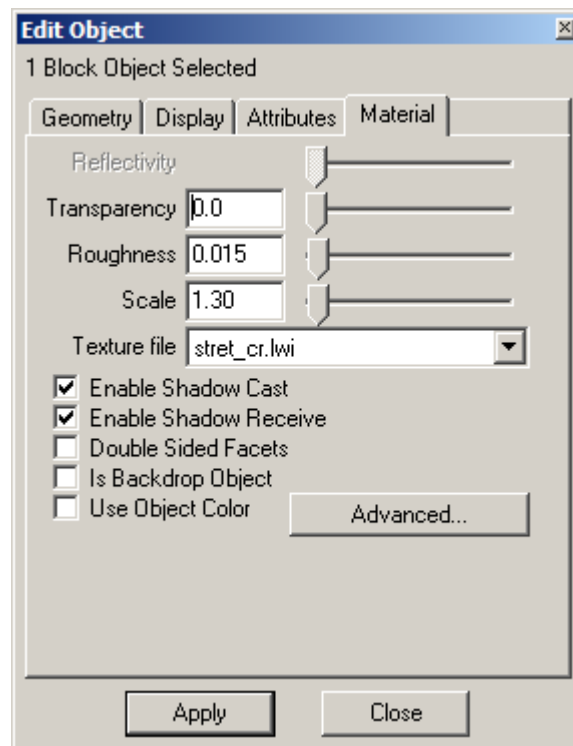 Edit Object
1 Block Object Selected
Geometry Display Attributes Material
Reflectivity
Transparency 0.0
Roughness 0.015
Scale 1.30
Texture file stret_cr.lwi
Enable Shadow Cast
Enable Shadow Receive
Double Sided Facets
Is Backdrop Object
Use Object Color
Advanced...
Apply Close